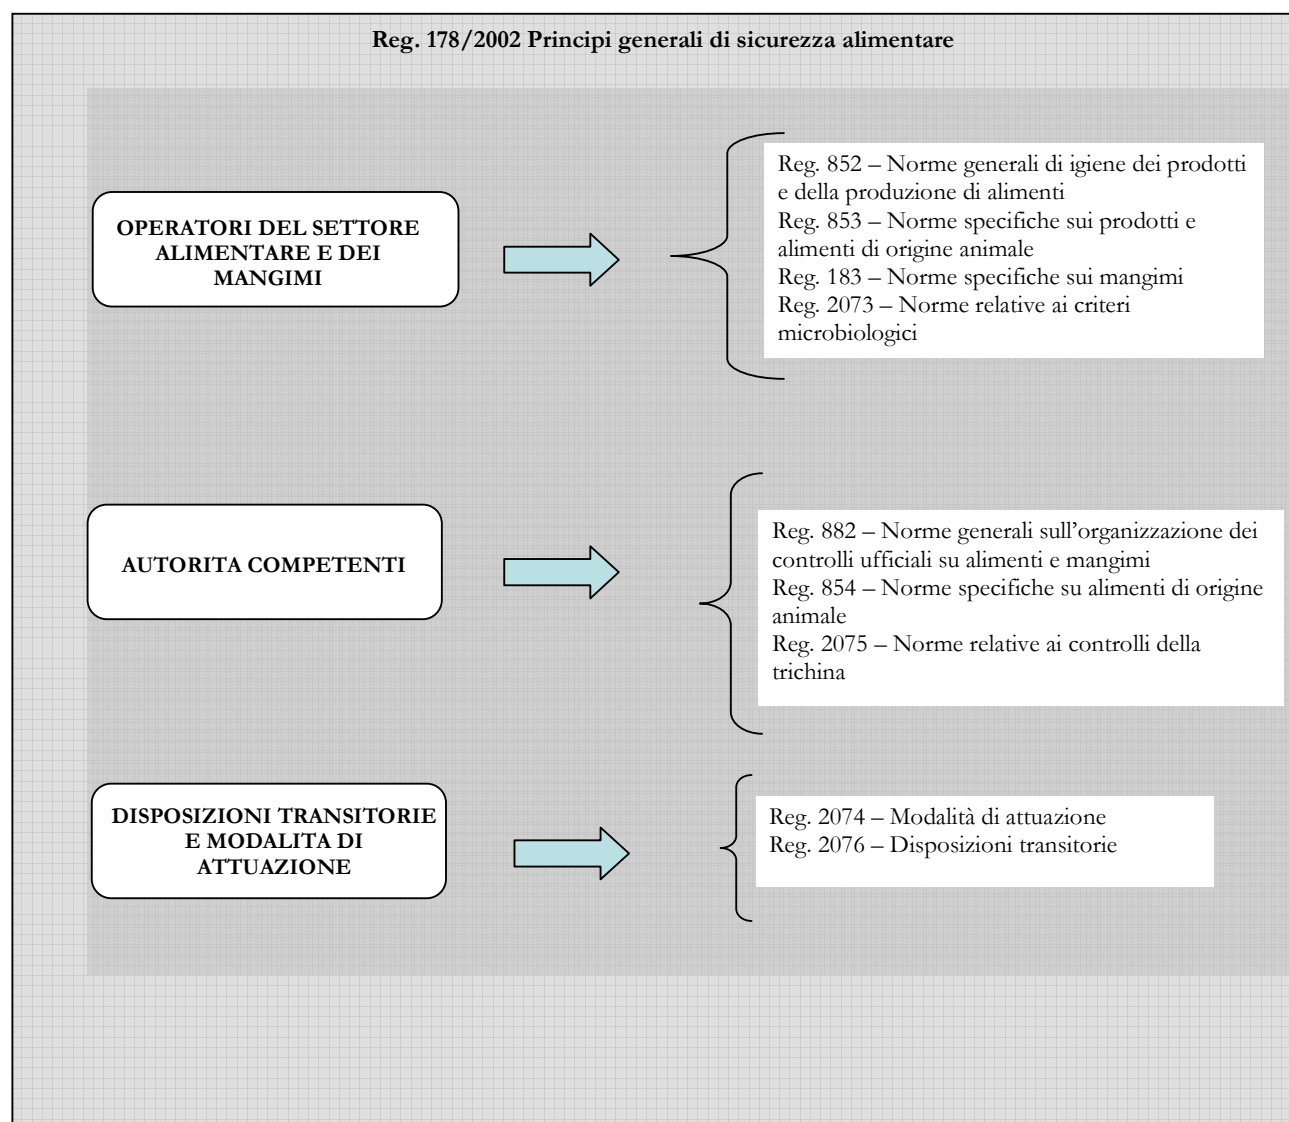 Reg. 178/2002 Principi generali di sicurezza alimentare
OPERATORI DEL SETTORE
ALIMENTARE E DEI
MANGIMI
Reg. 852 – Norme generali di igiene dei prodotti
e della produzione di alimenti
Reg. 853 – Norme specifiche sui prodotti e
alimenti di origine animale
Reg. 183 – Norme specifiche sui mangimi
Reg. 2073 – Norme relative ai criteri
microbiologici
AUTORITA COMPETENTI
Reg. 882 – Norme generali sull’organizzazione dei
controlli ufficiali su alimenti e mangimi
Reg. 854 – Norme specifiche su alimenti di origine
animale
Reg. 2075 – Norme relative ai controlli della
trichina
DISPOSIZIONI TRANSITORIE
E MODALITA DI
ATTUAZIONE
Reg. 2074 – Modalità di attuazione
Reg. 2076 – Disposizioni transitorie